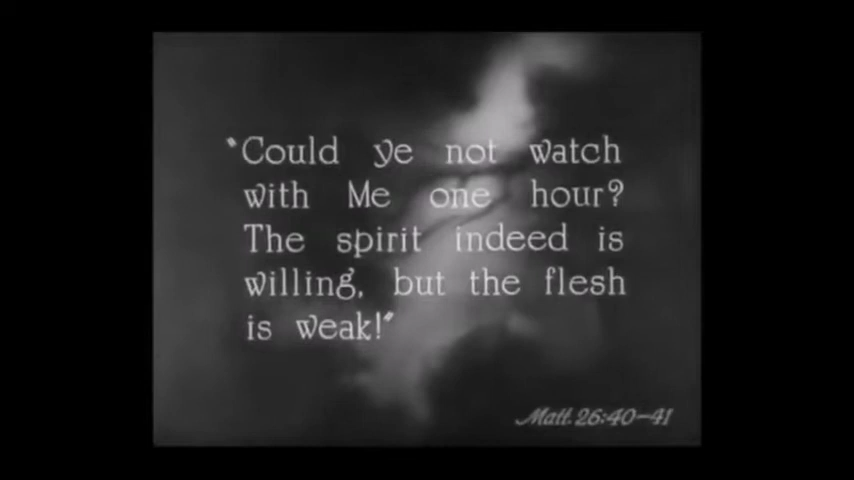 "Could ye not watch
with Me one hour?
The spirit indeed is
willing, but the flesh
is weak!"
Matt. 26:40-41